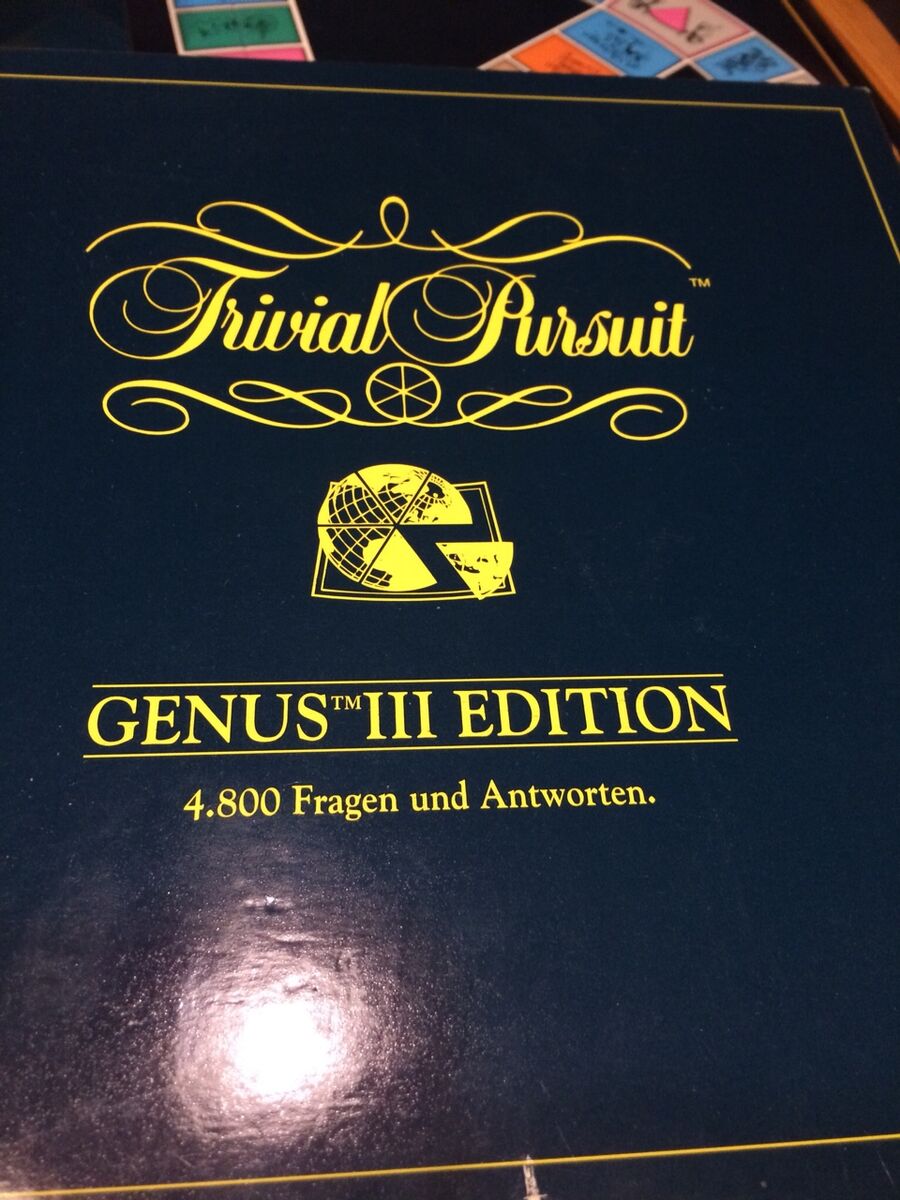 Trivial Pursuit™
GENUS™ III EDITION
4.800 Fragen und Antworten.